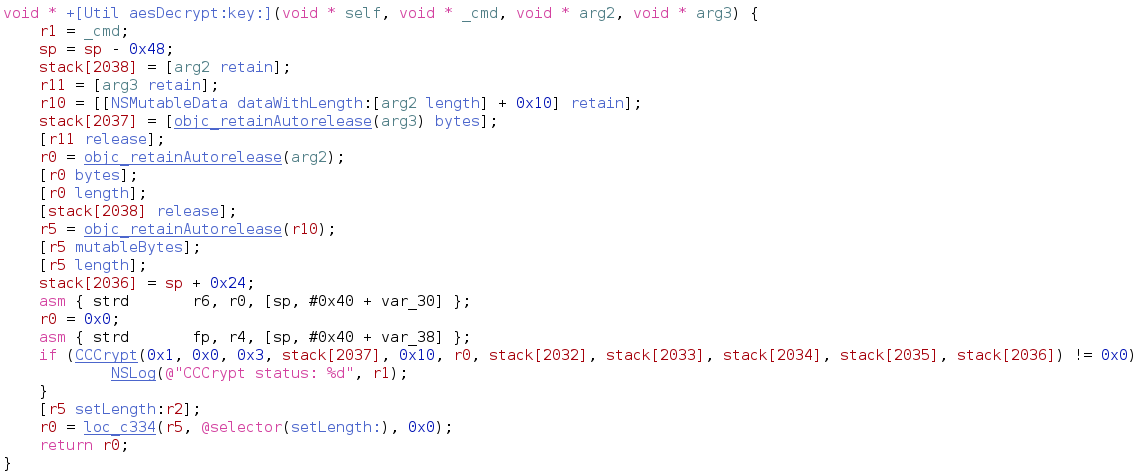 void * +[Util aesDecrypt:key:](void * self, void * _cmd, void * arg2, void * arg3) {
    r1 = _cmd;
    sp = sp - 0x48;
    stack[2038] = [arg2 retain];
    r11 = [arg3 retain];
    r10 = [[NSMutableData dataWithLength:[arg2 length] + 0x10] retain];
    stack[2037] = [objc_retainAutorelease(arg3) bytes];
    [r11 release];
    r0 = objc_retainAutorelease(arg2);
    [r0 bytes];
    [r0 length];
    [stack[2038] release];
    r5 = objc_retainAutorelease(r10);
    [r5 mutableBytes];
    [r5 length];
    stack[2036] = sp + 0x24;
    asm { strd       r6, r0, [sp, #0x40 + var_30] };
    r0 = 0x0;
    asm { strd       fp, r4, [sp, #0x40 + var_38] };
    if (CCCrypt(0x1, 0x0, 0x3, stack[2037], 0x10, r0, stack[2032], stack[2033], stack[2034], stack[2035], stack[2036]) != 0x0)
            NSLog(@"CCCrypt status: %d", r1);
    }
    [r5 setLength:r2];
    r0 = loc_c334(r5, @selector(setLength:), 0x0);
    return r0;
}